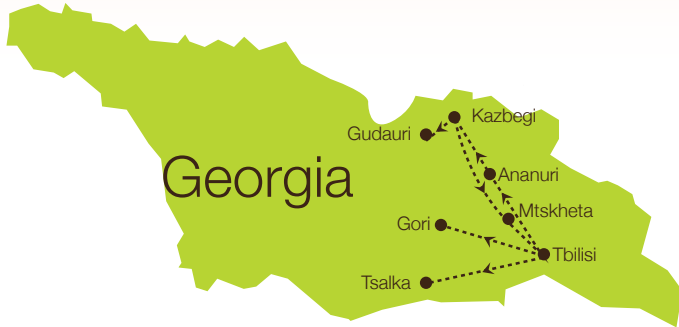 Kazbegi
Gudauri
Georgia
Ananuri
Mtskheta
Gori
Tbilisi
Tsalka